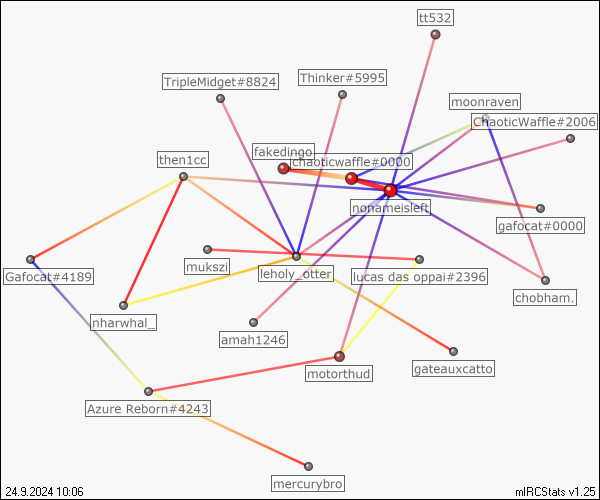 tt532
TripleMidget#8824
Thinker#5995
moonraven
ChaoticWaffle#2006
fakedingo
then1cc
chaoticwaffle#0000
nonameisleft
gafocat#0000
Gafocat#4189
mukszi
leholy_otter
lucas das oppai#2396
chobham.
nharwhal_
amah1246
motorthud
gateauxcatto
Azure Reborn#4243
mercurybro
24.9.2024 10:06
mIRCStats v1.25